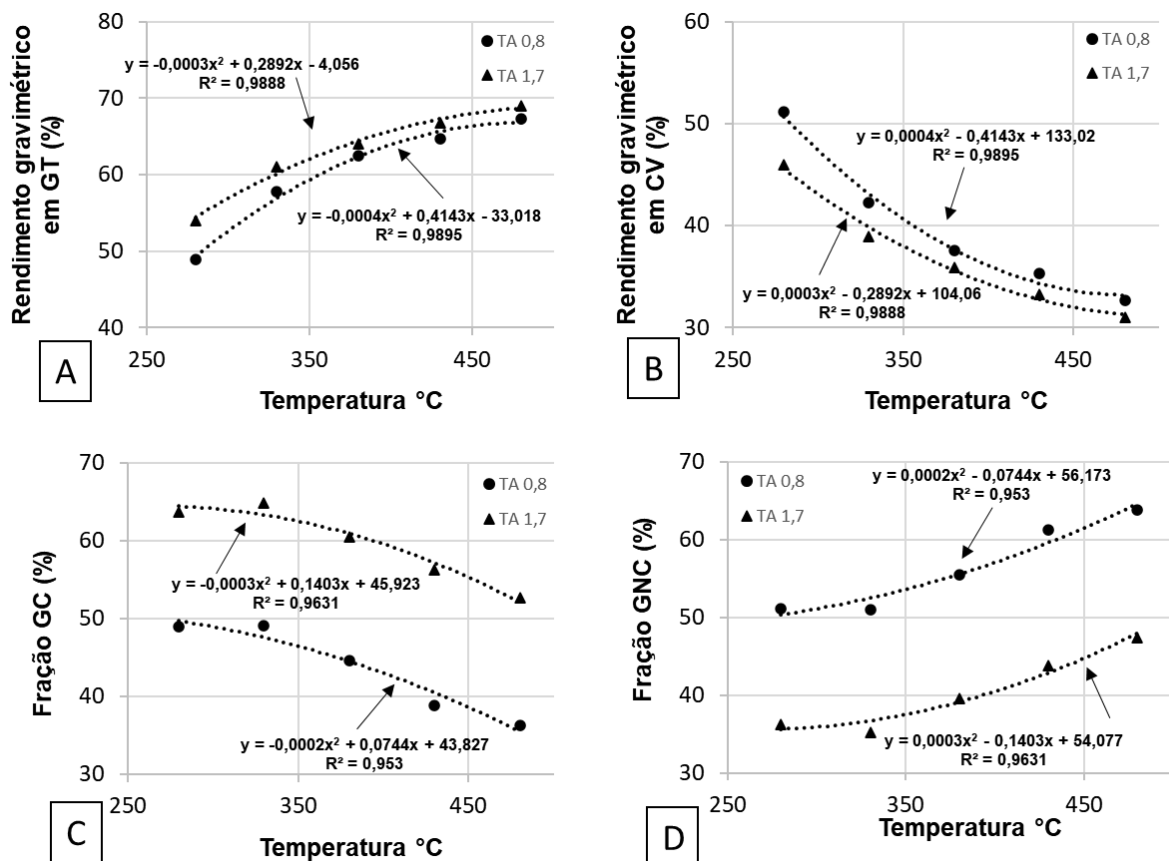 Rendimento gravimétrico
em GT (%)
80
70
60
50
40
TA 0,8
TA 1,7
y = -0,0003x² + 0,2892x - 4,056
R² = 0,9888
y = -0,0004x² + 0,4143x - 33,018
R² = 0,9895
250
350
450
Temperatura °C
A
Rendimento gravimétrico
em CV (%)
60
50
40
30
TA 0,8
TA 1,7
y = 0,0004x² - 0,4143x + 133,02
R² = 0,9895
y = 0,0003x² - 0,2892x + 104,06
R² = 0,9888
250
350
450
Temperatura °C
B
Fração GC (%)
70
60
50
40
30
TA 0,8
TA 1,7
y = -0,0003x² + 0,1403x + 45,923
R² = 0,9631
y = -0,0002x² + 0,0744x + 43,827
R² = 0,953
250
350
450
Temperatura °C
C
Fração GNC (%)
70
60
50
40
30
TA 0,8
TA 1,7
y = 0,0002x² - 0,0744x + 56,173
R² = 0,953
y = 0,0003x² - 0,1403x + 54,077
R² = 0,9631
250
350
450
Temperatura °C
D